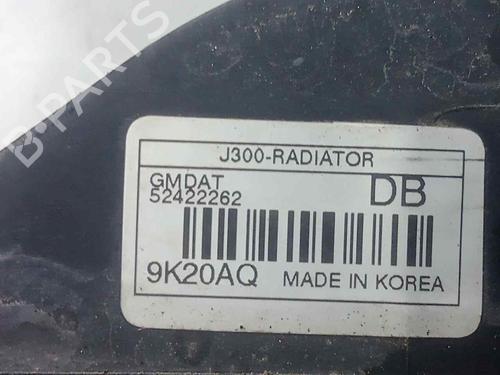 B-PARTS
J300-RADIATOR
GMDAT DB
52422262
9K20AQ MADE IN KOREA